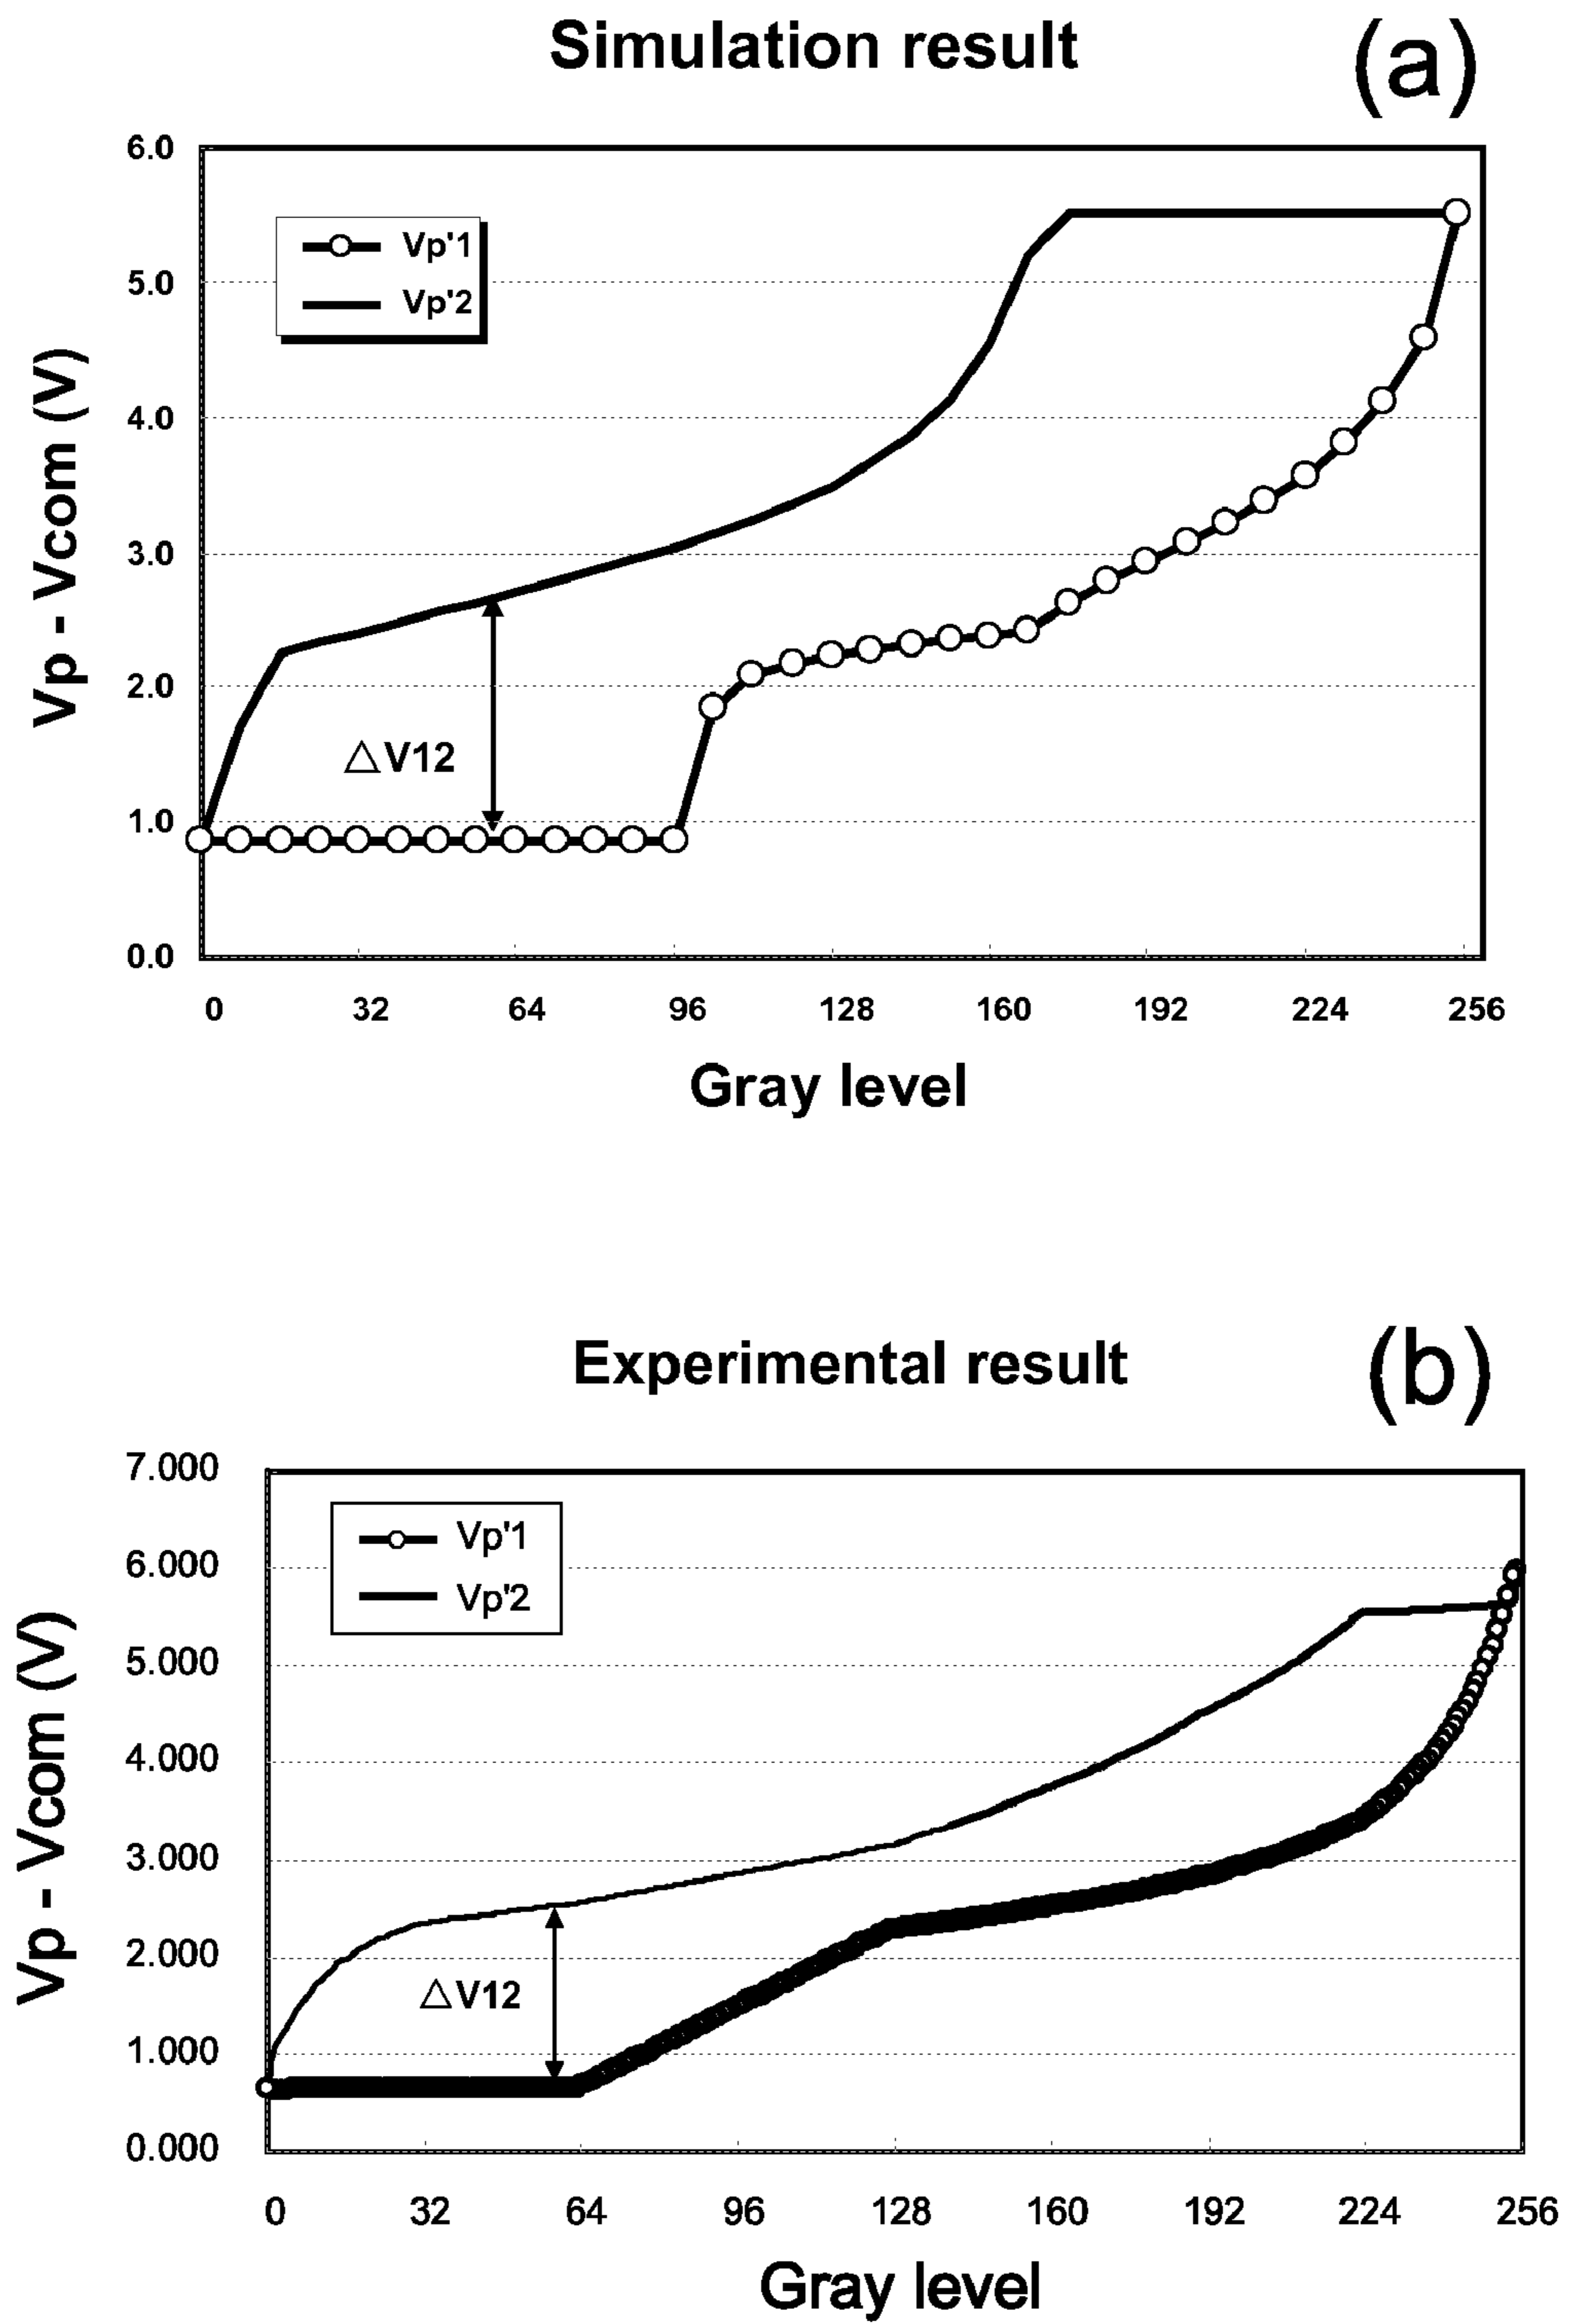 Simulation result
(a)
6.0
5.0
4.0
3.0
2.0
1.0
0.0
Vp'1
Vp'2
△V12
Vp - Vcom (V)
0 32 64 96 128 160 192 224 256
Gray level
Experimental result
(b)
7.000
6.000
5.000
4.000
3.000
2.000
1.000
0.000
Vp'1
Vp'2
△V12
Vp - Vcom (V)
0 32 64 96 128 160 192 224 256
Gray level